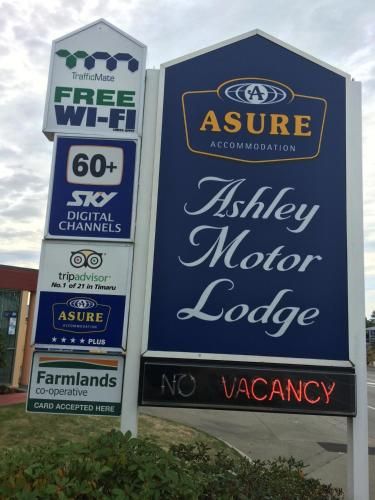 TrafficMate
FREE
WI-FI
60+
SKY
DIGITAL
CHANNELS
tripadvisor
No.1 of 21 in Timaru
ASURE
ACCOMMODATION
★ ★ ★ ★ PLUS
Farmlands
co-operative
CARD ACCEPTED HERE
A
ASURE
ACCOMMODATION
Ashley
Motor
Lodge
NO VACANCY